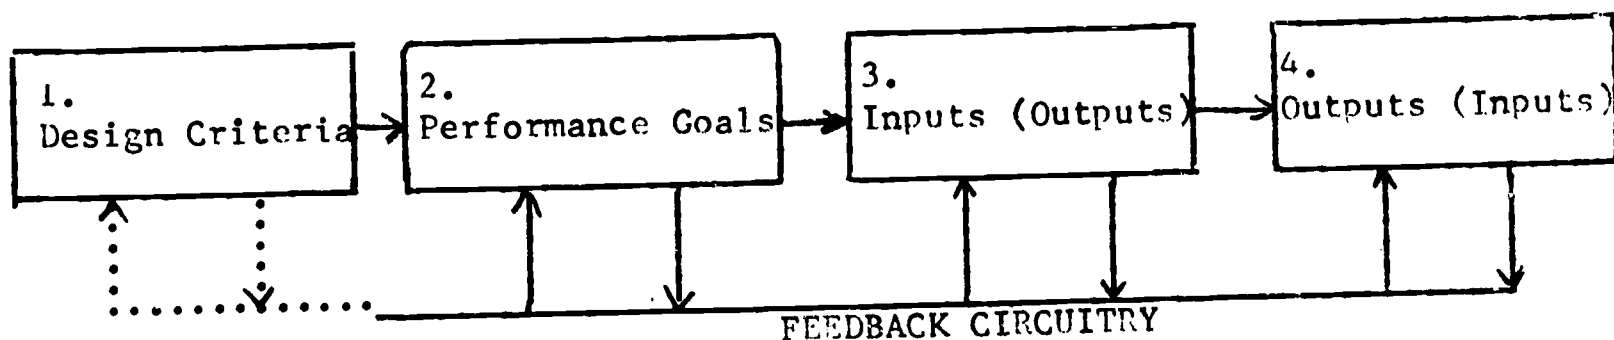 1.
Design Criteria
2.
Performance Goals
3.
Inputs (Outputs)
4.
Outputs (Inputs)
FEEDBACK CIRCUITRY